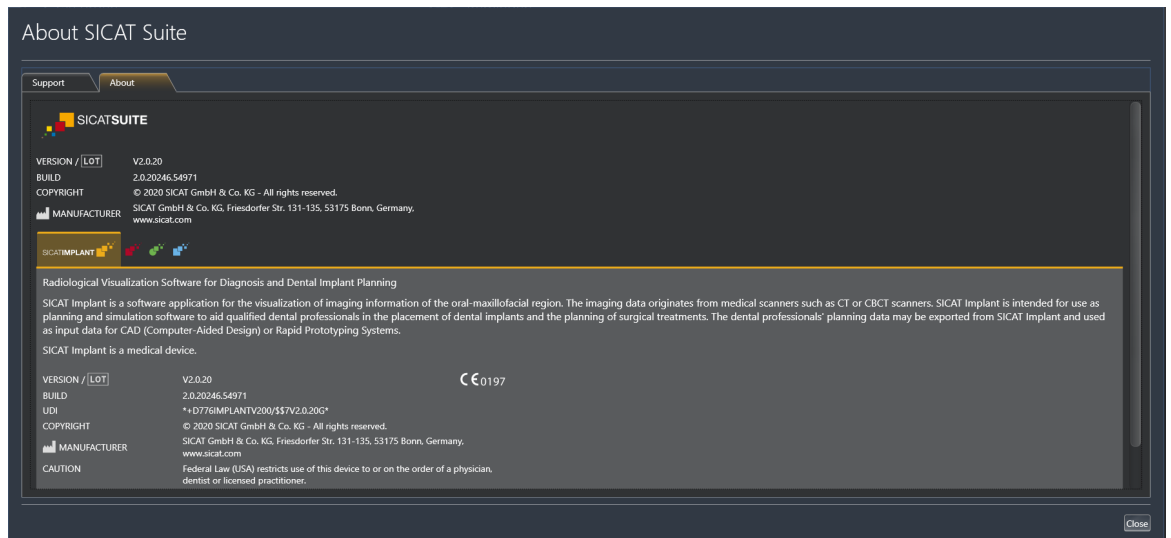 About SICAT Suite
Support
About
SICATSUITE
VERSION / LOT V2.0.20
BUILD 2.0.20246.54971
COPYRIGHT © 2020 SICAT GmbH & Co. KG - All rights reserved.
MANUFACTURER SICAT GmbH & Co. KG, Friesdorfer Str. 131-135, 53175 Bonn, Germany,
www.sicat.com
SICATIMPLANT
Radiological Visualization Software for Diagnosis and Dental Implant Planning
SICAT Implant is a software application for the visualization of imaging information of the oral-maxillofacial region. The imaging data originates from medical scanners such as CT or CBCT scanners. SICAT Implant is intended for use as
planning and simulation software to aid qualified dental professionals in the placement of dental implants and the planning of surgical treatments. The dental professionals' planning data may be exported from SICAT Implant and used
as input data for CAD (Computer-Aided Design) or Rapid Prototyping Systems.
SICAT Implant is a medical device.
VERSION / LOT V2.0.20 CE0197
BUILD 2.0.20246.54971
UDI *+D776IMPLANTV200/$$7V2.0.20G*
COPYRIGHT © 2020 SICAT GmbH & Co. KG - All rights reserved.
MANUFACTURER SICAT GmbH & Co. KG, Friesdorfer Str. 131-135, 53175 Bonn, Germany,
www.sicat.com
CAUTION Federal Law (USA) restricts use of this device to or on the order of a physician,
dentist or licensed practitioner.
Close